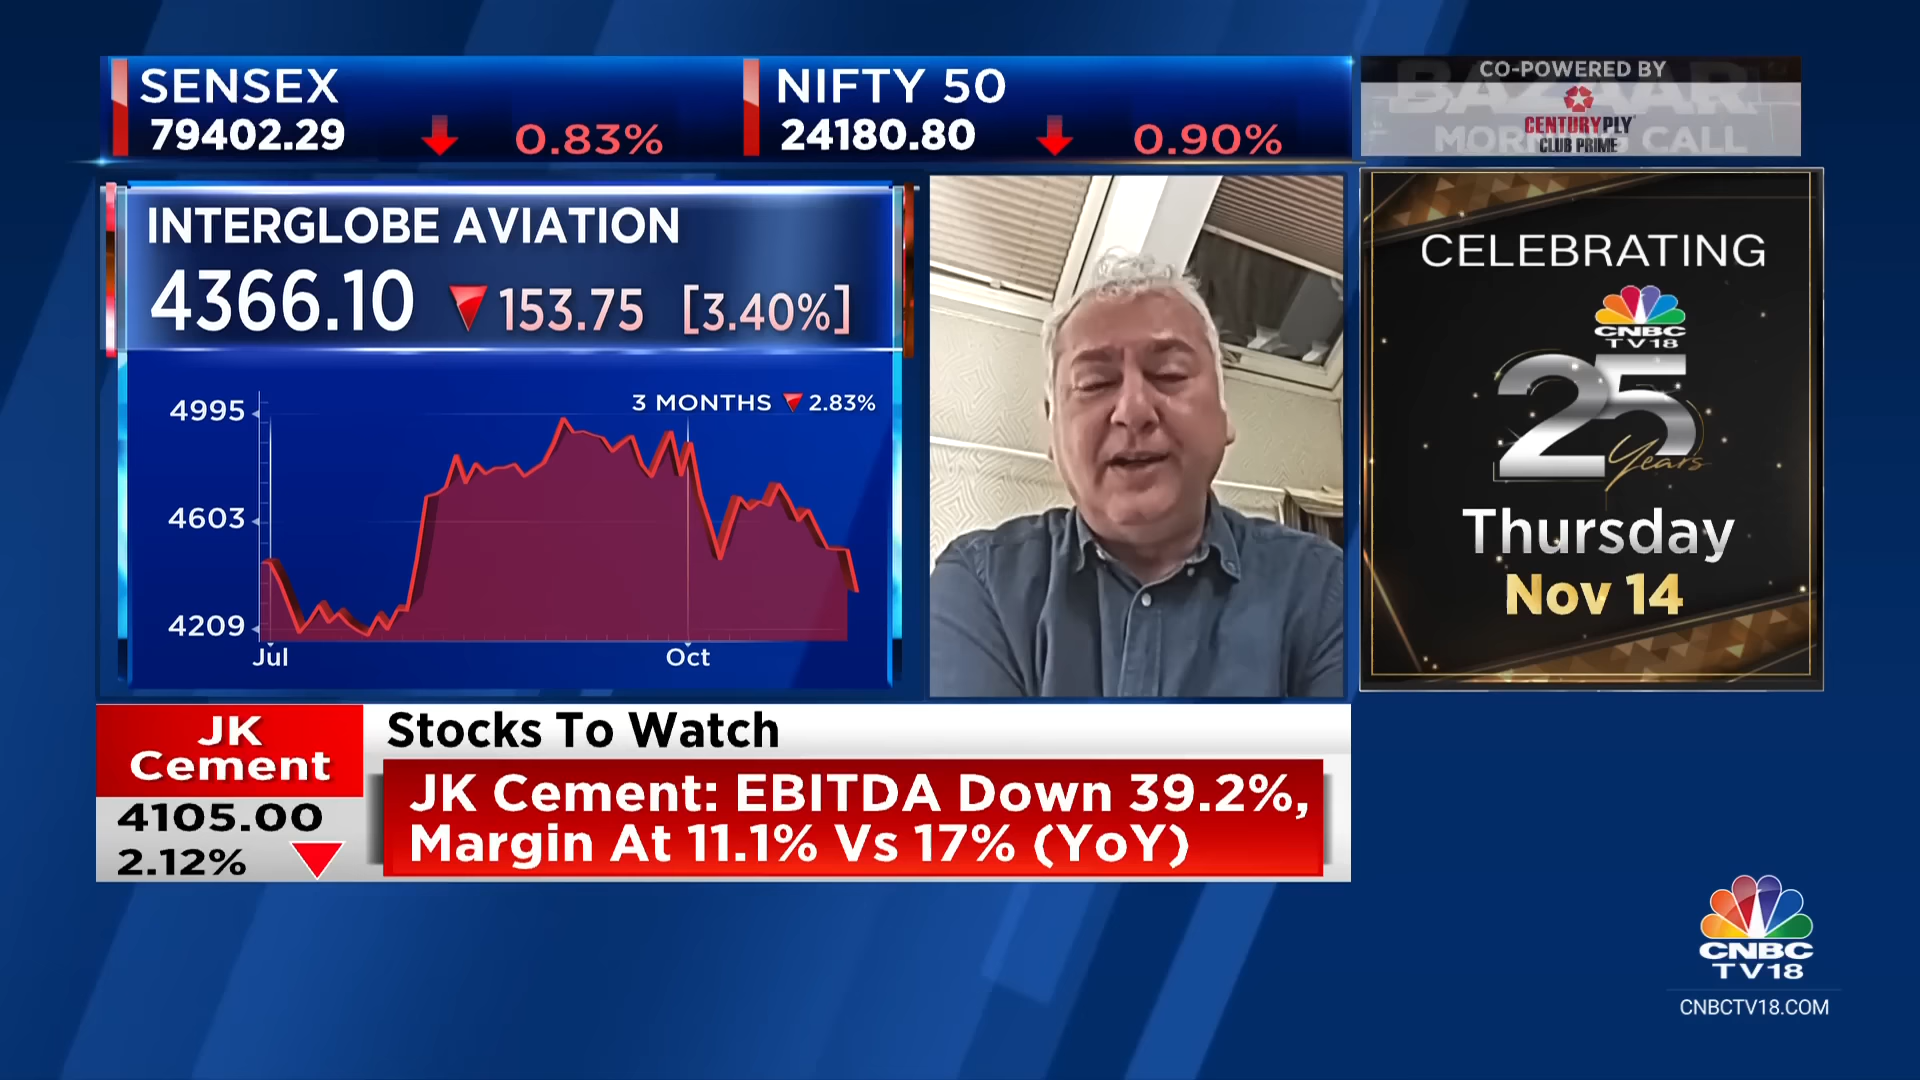 SENSEX
79402.29 0.83%
NIFTY 50
24180.80 0.90%
CO-POWERED BY
BAZAAR
MORNING CALL
CENTURYPLY
CLUB PRIME
INTERGLOBE AVIATION
4366.10 153.75 [3.40%]
3 MONTHS 2.83%
4995
4603
4209
Jul Oct
CELEBRATING
CNBC
TV18
25
Years
Thursday
Nov 14
JK
Cement
4105.00
2.12%
Stocks To Watch
JK Cement: EBITDA Down 39.2%,
Margin At 11.1% Vs 17% (YoY)
CNBC
TV18
CNBCTV18.COM